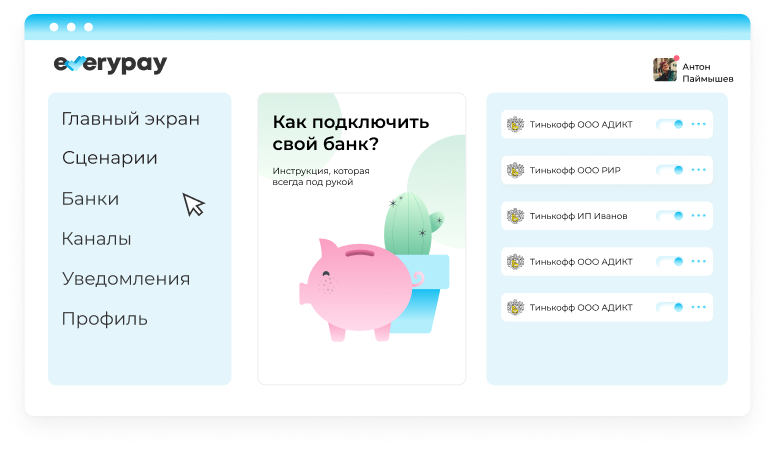 everypay
Антон
Паймышев
Главный экран
Сценарии
Банки
Каналы
Уведомления
Профиль
Как подключить
свой банк?
Инструкция, которая
всегда под рукой
Тинькофф ООО АДИКТ
Тинькофф ООО РИР
Тинькофф ИП Иванов
Тинькофф ООО АДИКТ
Тинькофф ООО АДИКТ